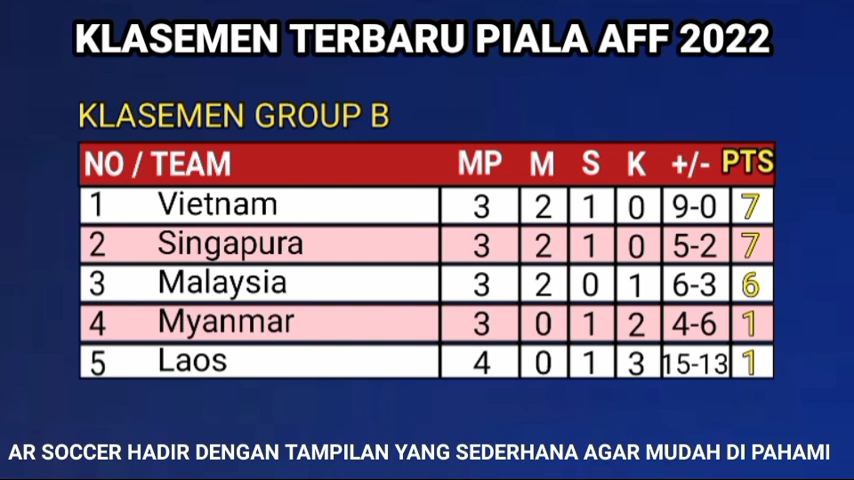 KLASEMEN TERBARU PIALA AFF 2022
KLASEMEN GROUP B
NO / TEAM MP M S K +/- PTS
1 Vietnam 3 2 1 0 9-0 7
2 Singapura 3 2 1 0 5-2 7
3 Malaysia 3 2 0 1 6-3 6
4 Myanmar 3 0 1 2 4-6 1
5 Laos 4 0 1 3 15-13 1
AR SOCCER HADIR DENGAN TAMPILAN YANG SEDERHANA AGAR MUDAH DI PAHAMI